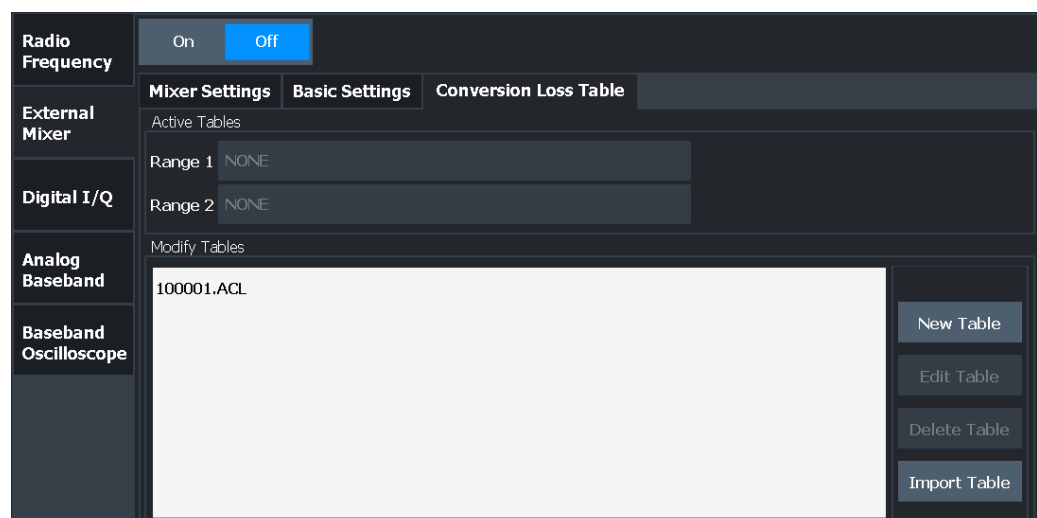 Radio
Frequency
External
Mixer
Digital I/Q
Analog
Baseband
Baseband
Oscilloscope
On Off
Mixer Settings Basic Settings Conversion Loss Table
Active Tables
Range 1 NONE
Range 2 NONE
Modify Tables
100001.ACL
New Table
Edit Table
Delete Table
Import Table